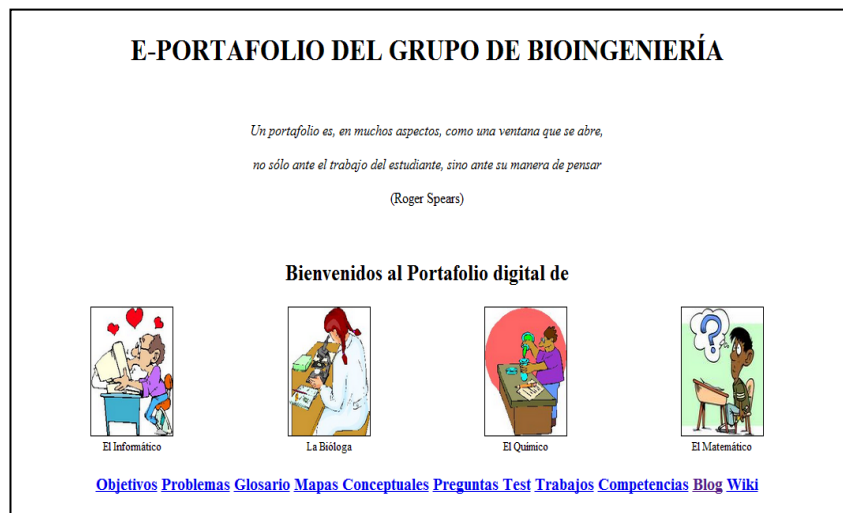 E-PORTAFOLIO DEL GRUPO DE BIOINGENIERÍA
Un portafolio es, en muchos aspectos, como una ventana que se abre,
no sólo ante el trabajo del estudiante, sino ante su manera de pensar
(Roger Spears)
Bienvenidos al Portafolio digital de
El Informático
La Bióloga
El Quimico
El Matemático
Objetivos Problemas Glosario Mapas Conceptuales Preguntas Test Trabajos Competencias Blog Wiki